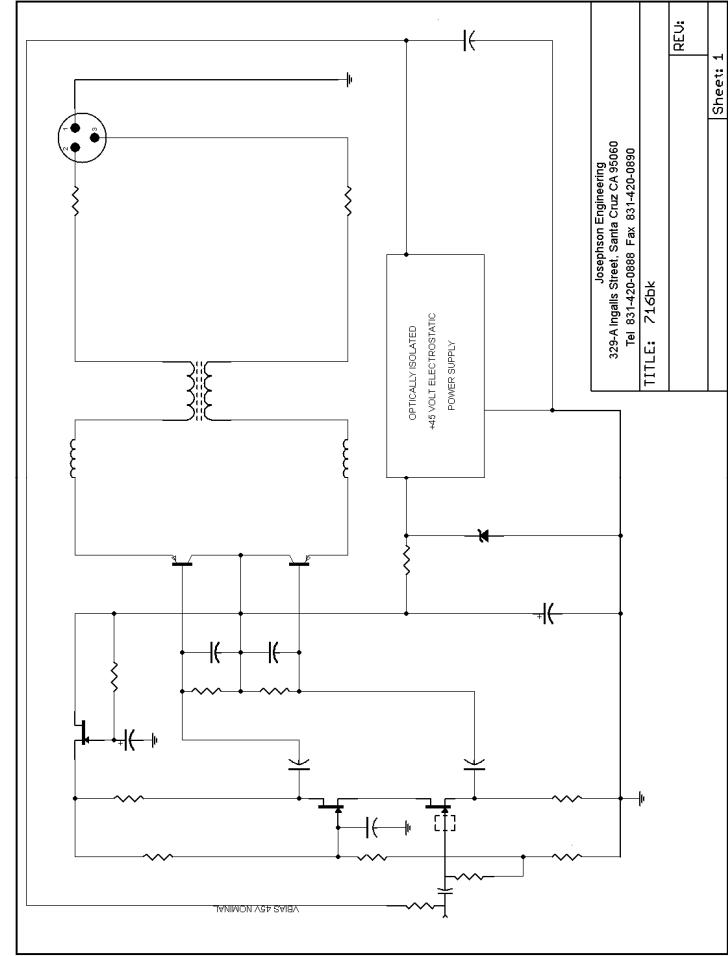 1
2
3
VBIAS 45V NOMINAL
+
+
+
OPTICALLY ISOLATED
+45 VOLT ELECTROSTATIC
POWER SUPPLY
Josephson Engineering
329-A Ingalls Street, Santa Cruz CA 95060
Tel 831-420-0888 Fax 831-420-0890
TITLE: 716bk
REV:
Sheet: 1